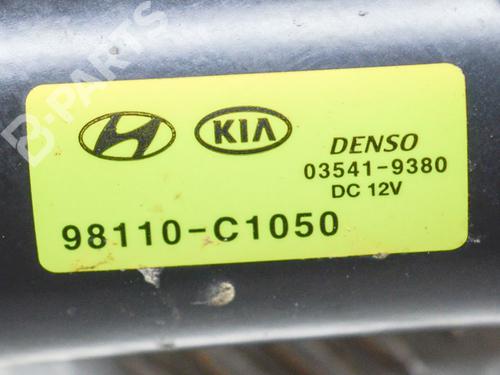 B-PARTS
KIA
DENSO
03541-9380
DC 12V
98110-C1050